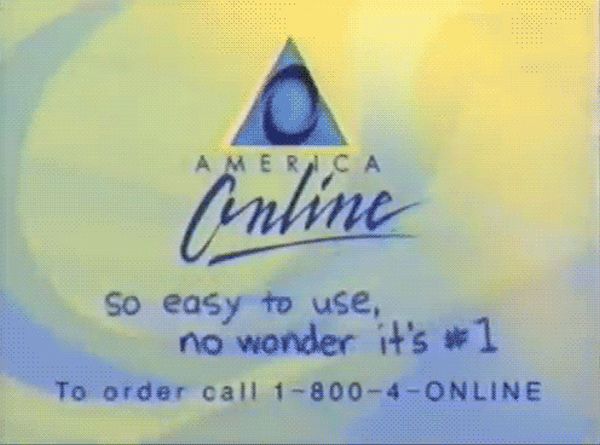 AMERICA
Online
so easy to use,
no wonder it's #1
To order call 1-800-4-ONLINE